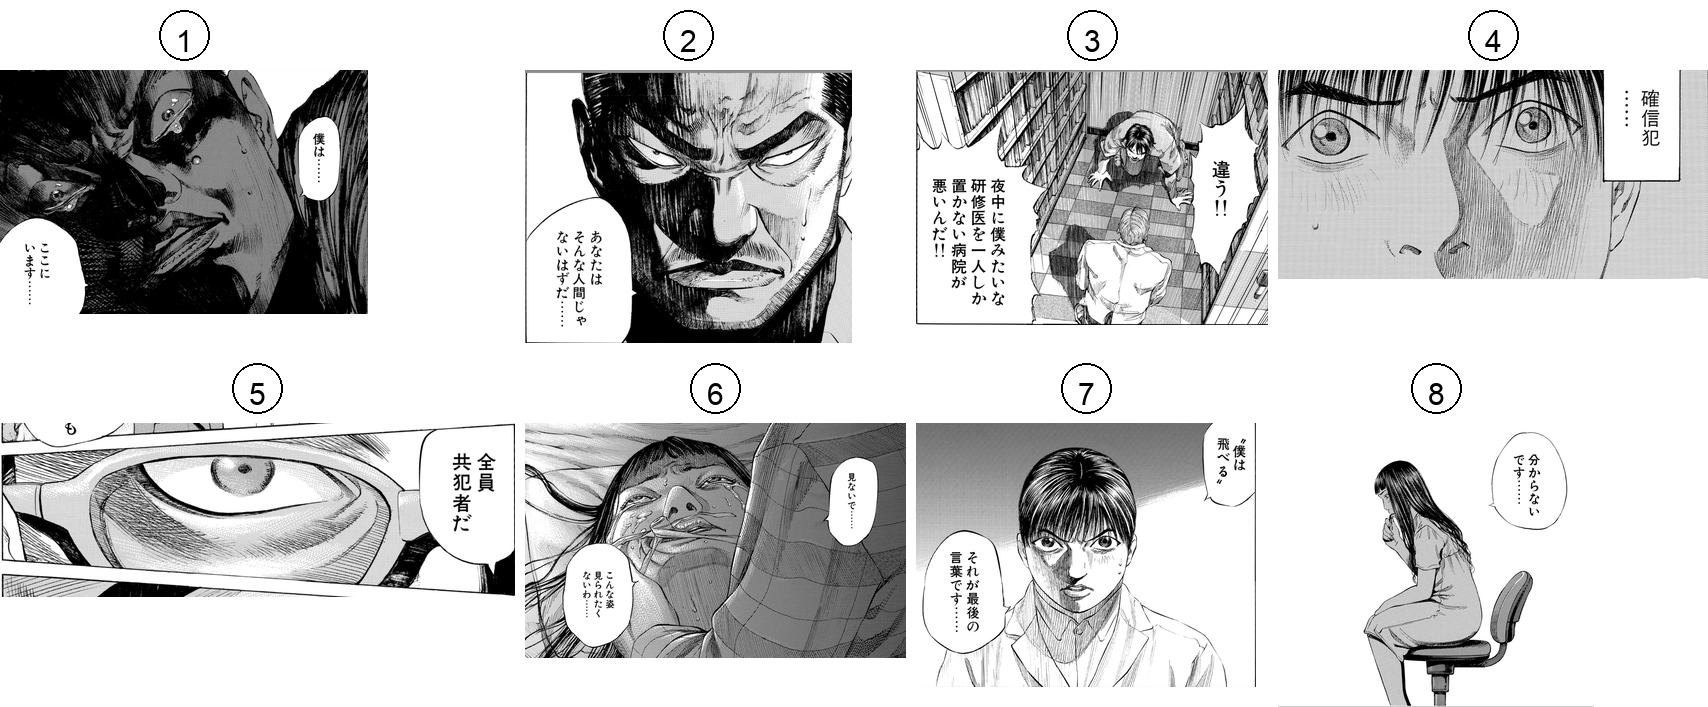 1
僕は……
ここに
います……
2
あなたは
そんな人間じゃ
ないはずだ……
3
違う!!
夜中に僕みたいな
研修医を一人しか
置かない病院が
悪いんだ!!
4
確信犯
……
5
も
全員
共犯者だ
6
見ないで……
こんな姿
見られたく
ないわ……
7
〝僕は
飛べる〟
それが最後の
言葉です……
8
分からない
です……